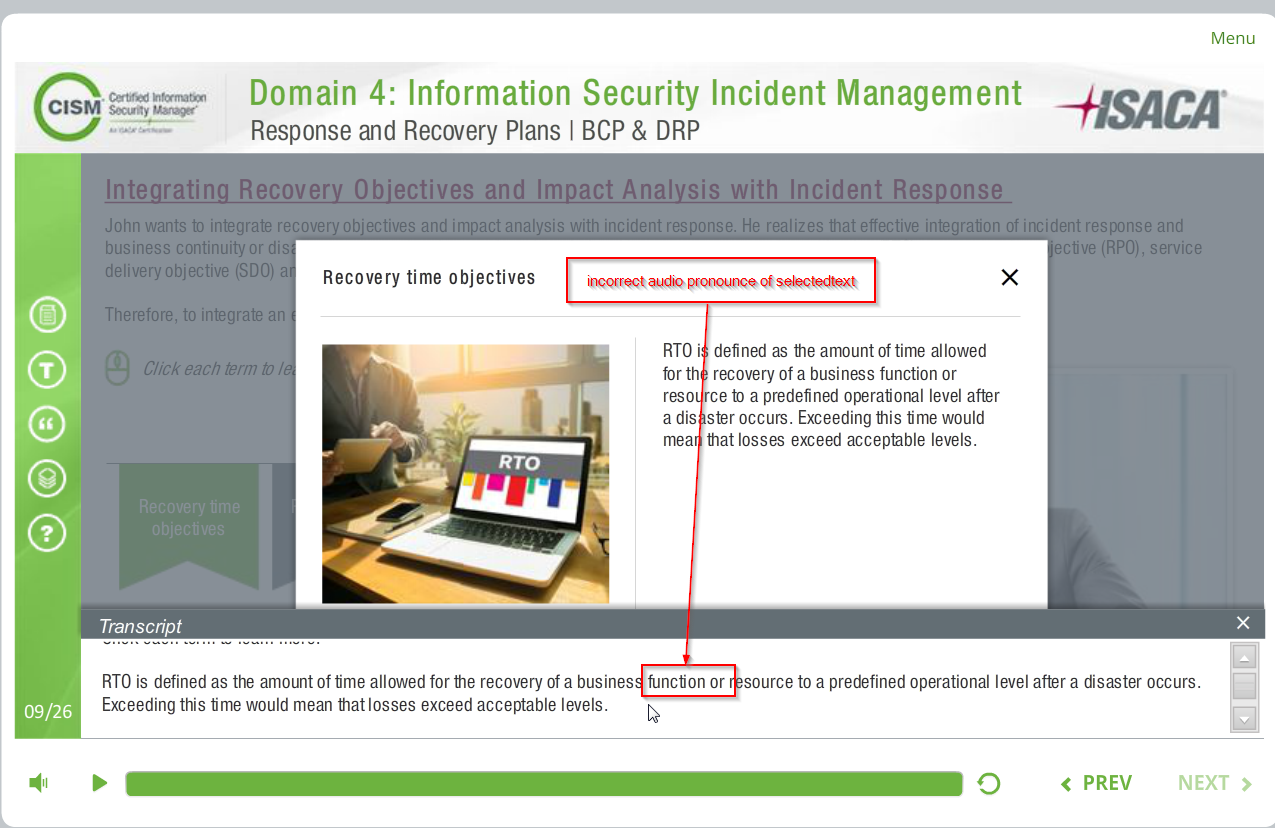 Menu
CISM Certified Information
Security Manager®
An ISACA® Certification
Domain 4: Information Security Incident Management
Response and Recovery Plans | BCP & DRP
ISACA®
Integrating Recovery Objectives and Impact Analysis with Incident Response
John wants to integrate recovery objectives and impact analysis with incident response. He realizes that effective integration of incident response and
business continuity or disa
jective (RPO), service
delivery objective (SDO) an
Therefore, to integrate an e
Click each term to lea
Recovery time
objectives
Recovery time objectives
incorrect audio pronounce of selectedtext
RTO is defined as the amount of time allowed
for the recovery of a business function or
resource to a predefined operational level after
a disaster occurs. Exceeding this time would
mean that losses exceed acceptable levels.
RTO
Transcript
Click each term to learn more.
RTO is defined as the amount of time allowed for the recovery of a business function or resource to a predefined operational level after a disaster occurs.
Exceeding this time would mean that losses exceed acceptable levels.
09/26
PREV
NEXT